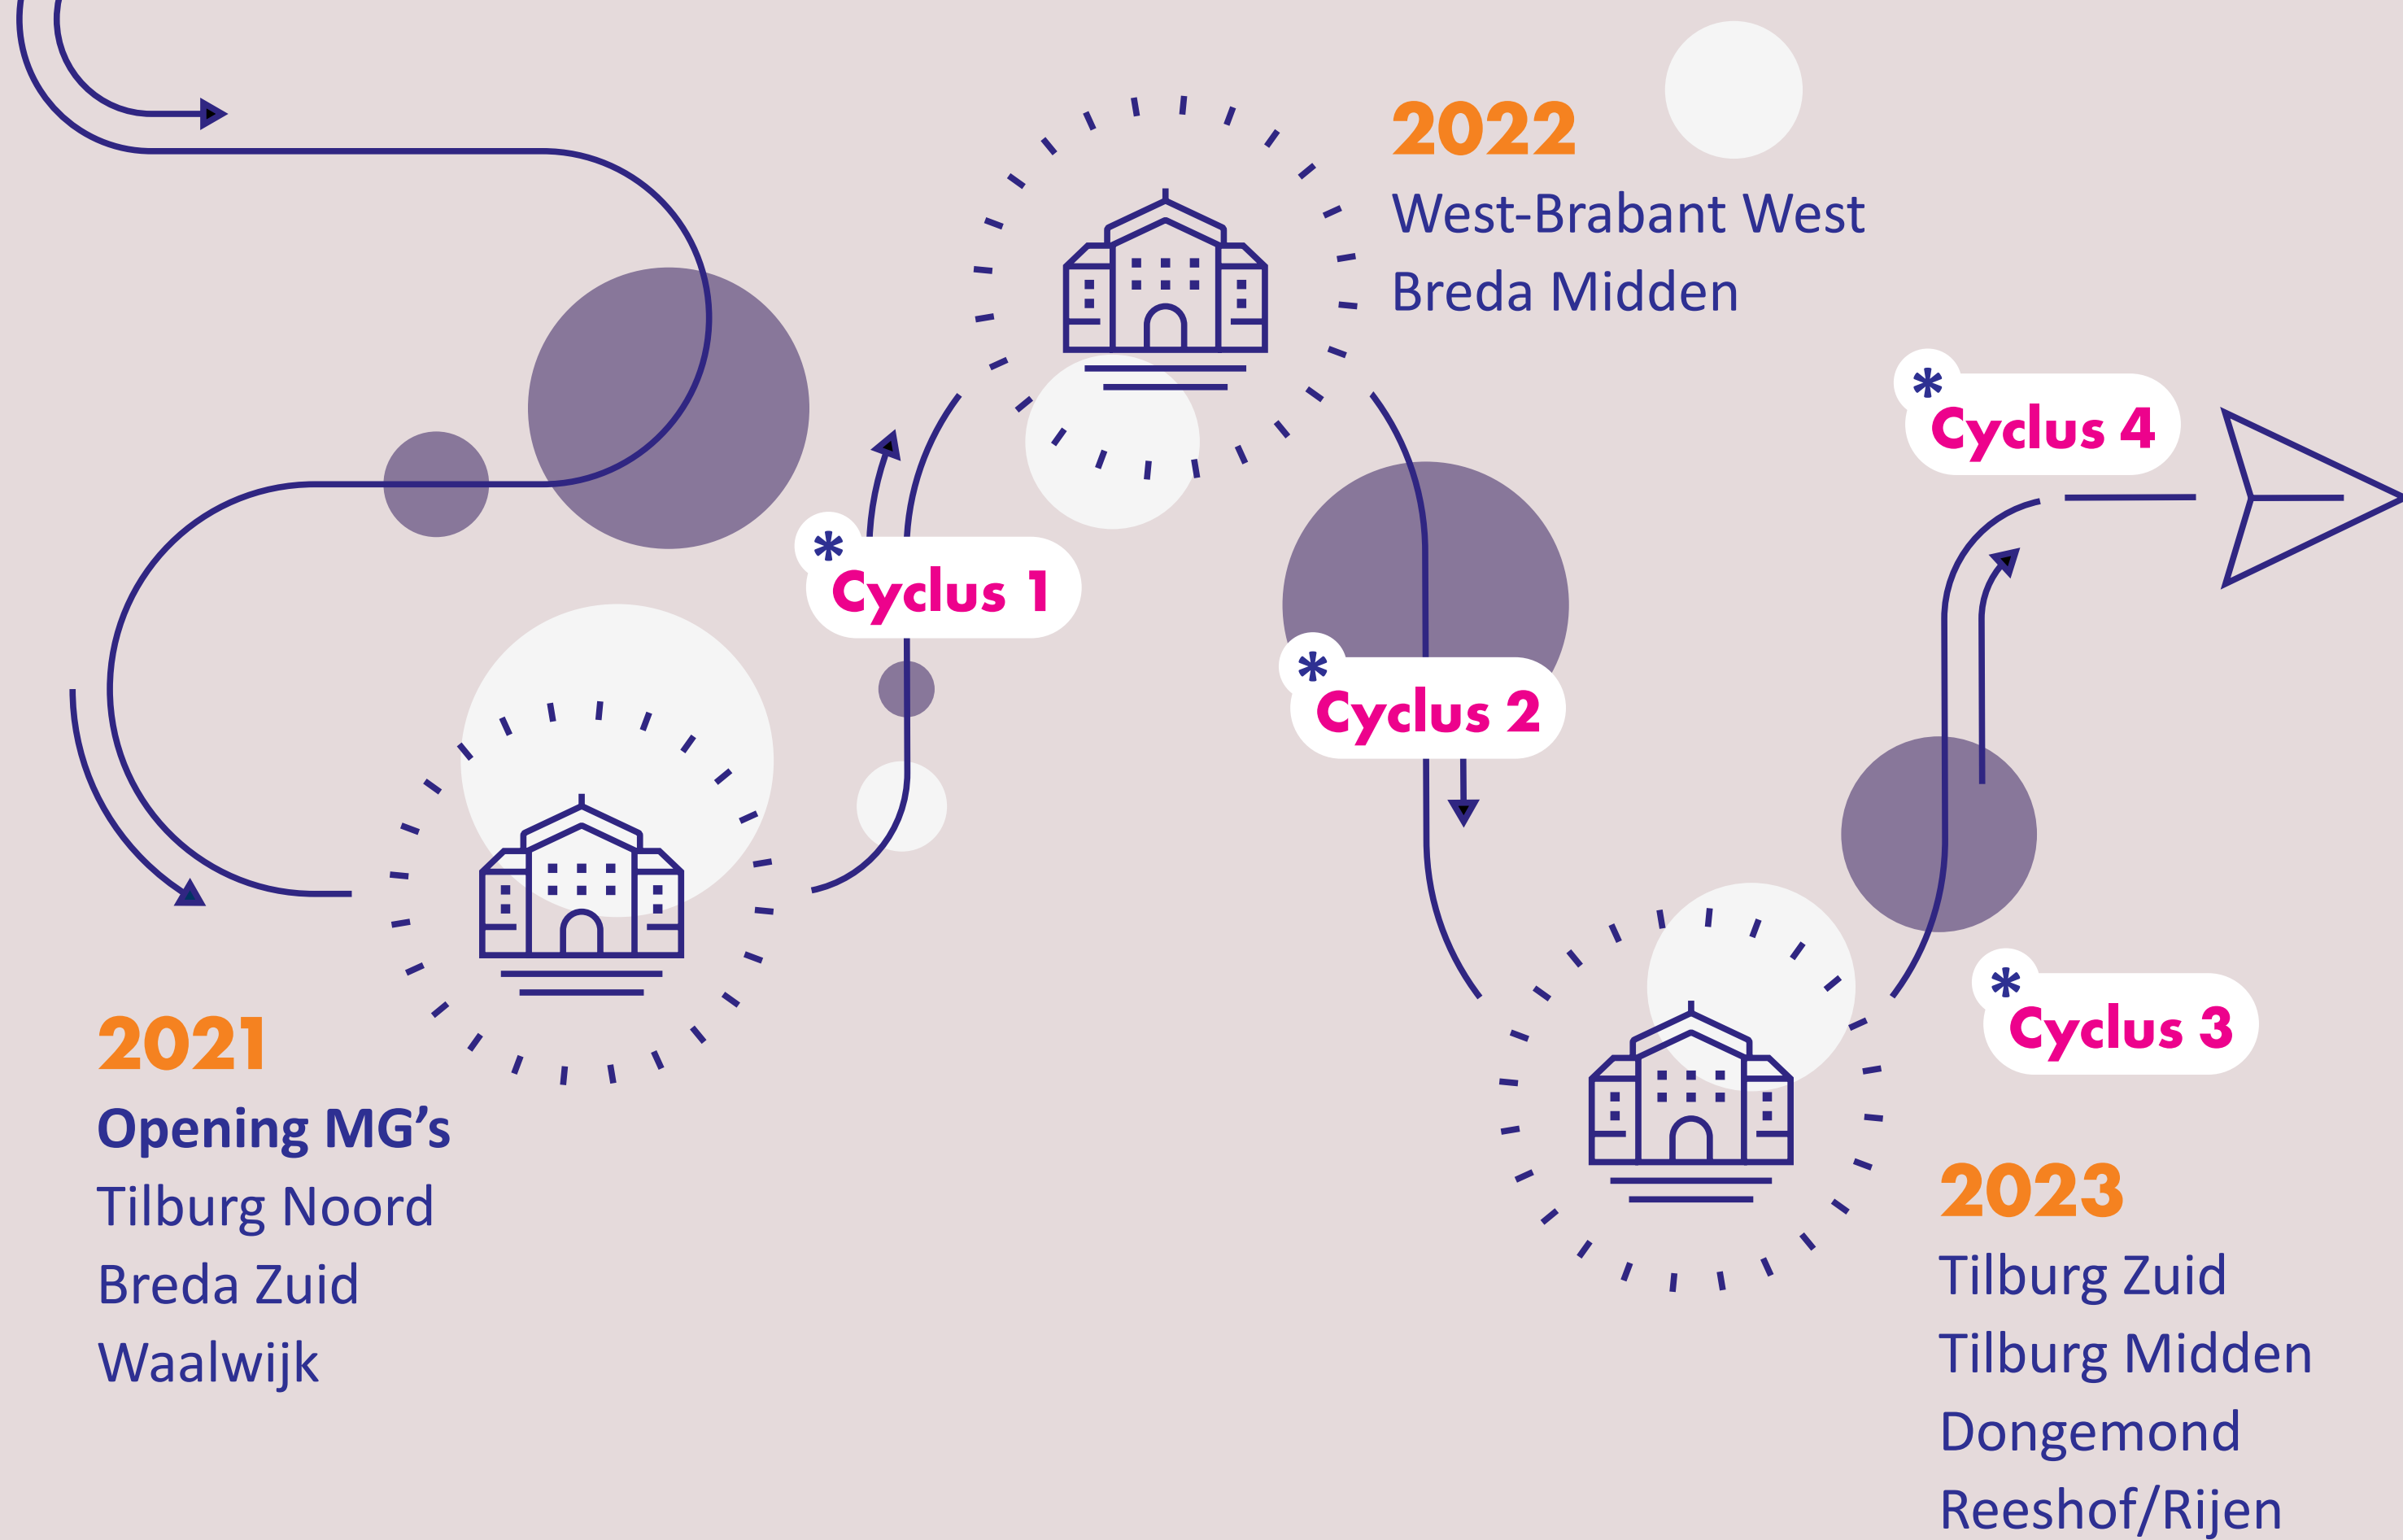 2021
Opening MG's
Tilburg Noord
Breda Zuid
Waalwijk
*
Cyclus 1
2022
West-Brabant West
Breda Midden
*
Cyclus 2
2023
Tilburg Zuid
Tilburg Midden
Dongemond
Reeshof/Rijen
*
Cyclus 3
*
Cyclus 4